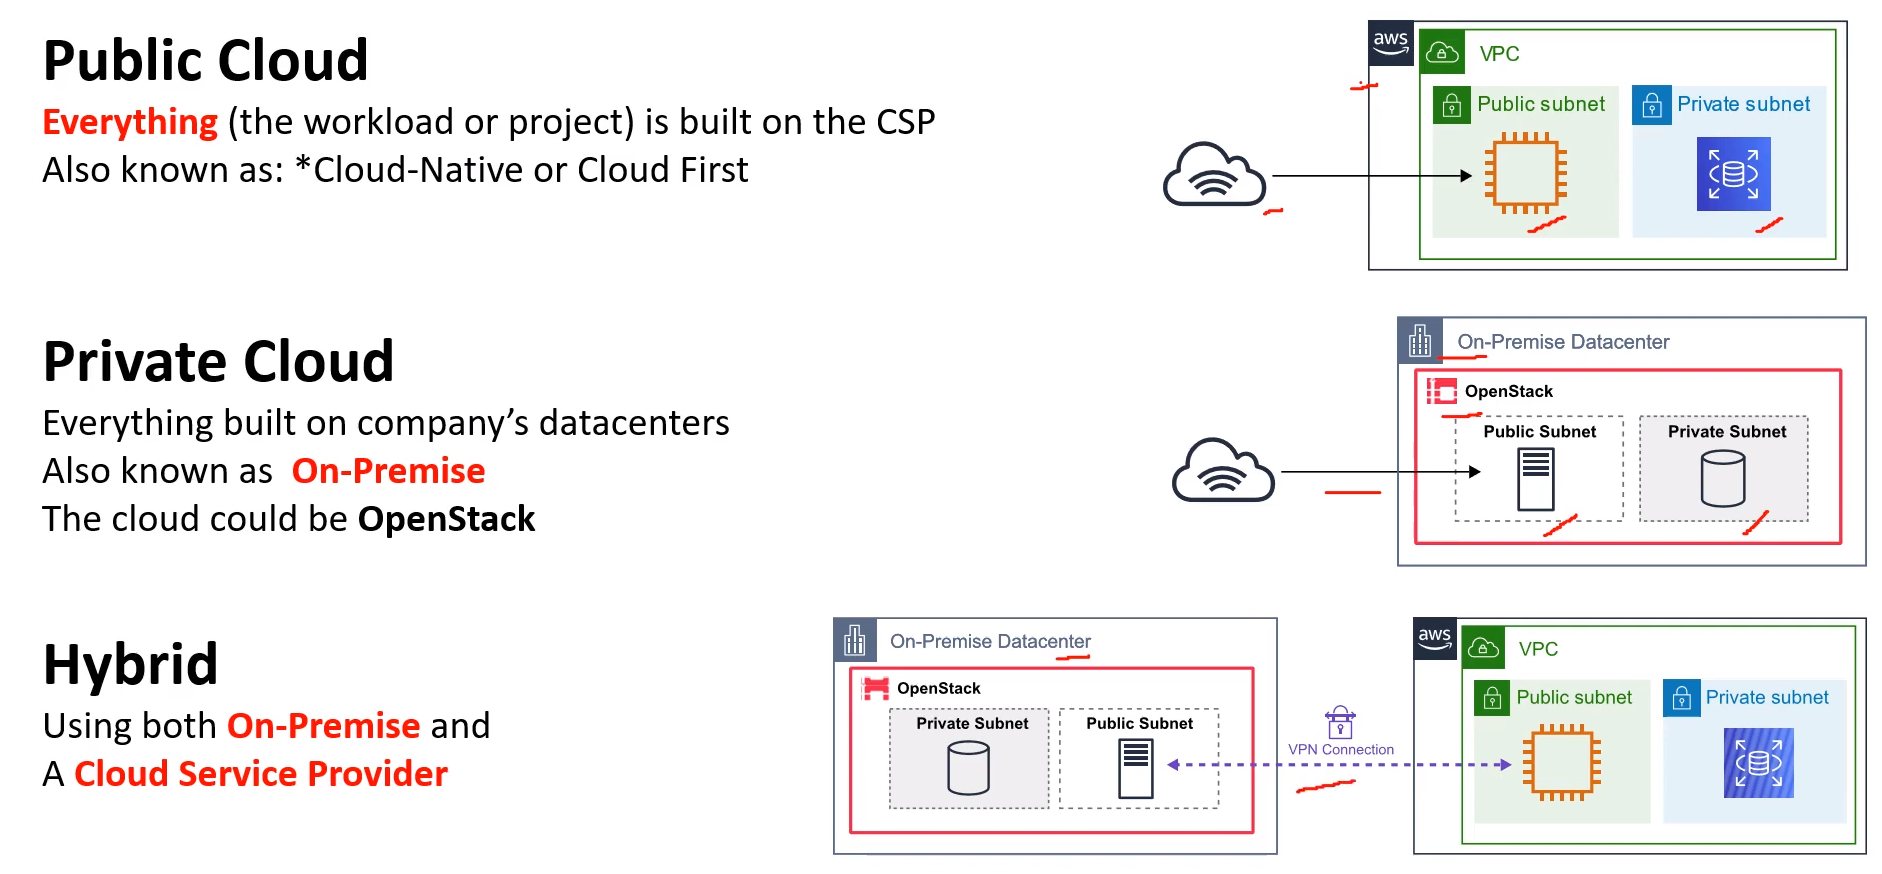 Public Cloud
Everything (the workload or project) is built on the CSP
Also known as: *Cloud-Native or Cloud First
aws
VPC
Public subnet
Private subnet
Private Cloud
Everything built on company’s datacenters
Also known as On-Premise
The cloud could be OpenStack
On-Premise Datacenter
OpenStack
Public Subnet
Private Subnet
Hybrid
Using both On-Premise and
A Cloud Service Provider
On-Premise Datacenter
OpenStack
Private Subnet
Public Subnet
VPN Connection
aws
VPC
Public subnet
Private subnet